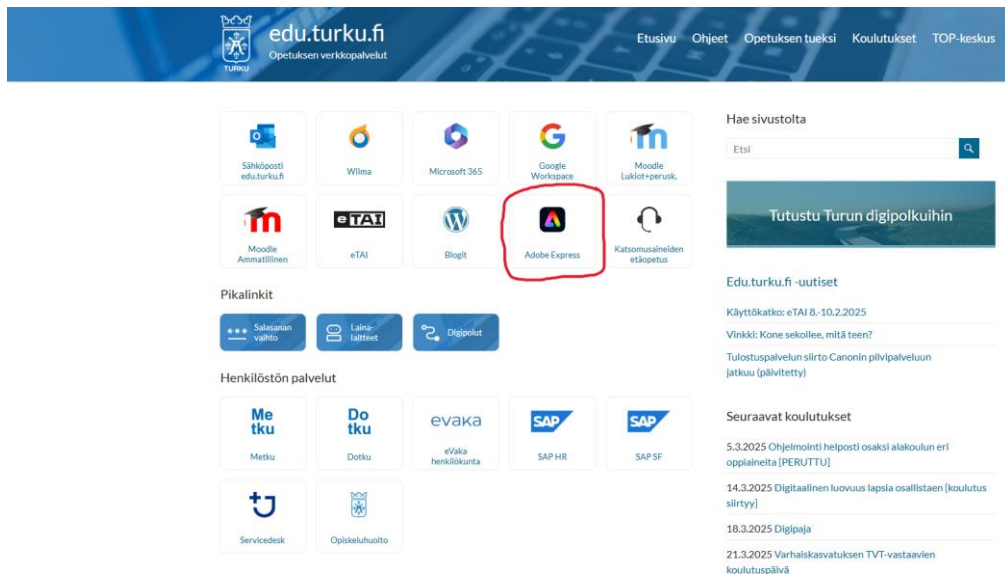 edu.turku.fi
Opetuksen verkkopalvelut
TURKU
Etusivu Ohjeet Opetuksen tueksi Koulutukset TOP-keskus
Sähköposti
edu.turku.fi
Wilma
Microsoft 365
Google
Workspace
Moodle
Lukiot+perusk.
Moodle
Ammatillinen
eTAI
eTAI
Blogit
Adobe Express
Katsomusaineiden
etäopetus
Pikalinkit
Salasanan
vaihto
Laina-
laitteet
Digipolut
Henkilöstön palvelut
Me
tku
Metku
Do
tku
Dotku
evaka
eVaka
henkilökunta
SAP
SAP HR
SAP
SAP SF
Servicedesk
Opiskeluhuolto
Hae sivustolta
Etsi
Tutustu Turun digipolkuihin
Edu.turku.fi -uutiset
Käyttökatko: eTAI 8.-10.2.2025
Vinkki: Kone sekoilee, mitä teen?
Tulostuspalvelun siirto Canonin pilvipalveluun
jatkuu (päivitetty)
Seuraavat koulutukset
5.3.2025 Ohjelmointi helposti osaksi alakoulun eri
oppiaineita [PERUTTU]
14.3.2025 Digitaalinen luovuus lapsia osallistaen [koulutus
siirtyy]
18.3.2025 Digipaja
21.3.2025 Varhaiskasvatuksen TVT-vastaavien
koulutuspäivä